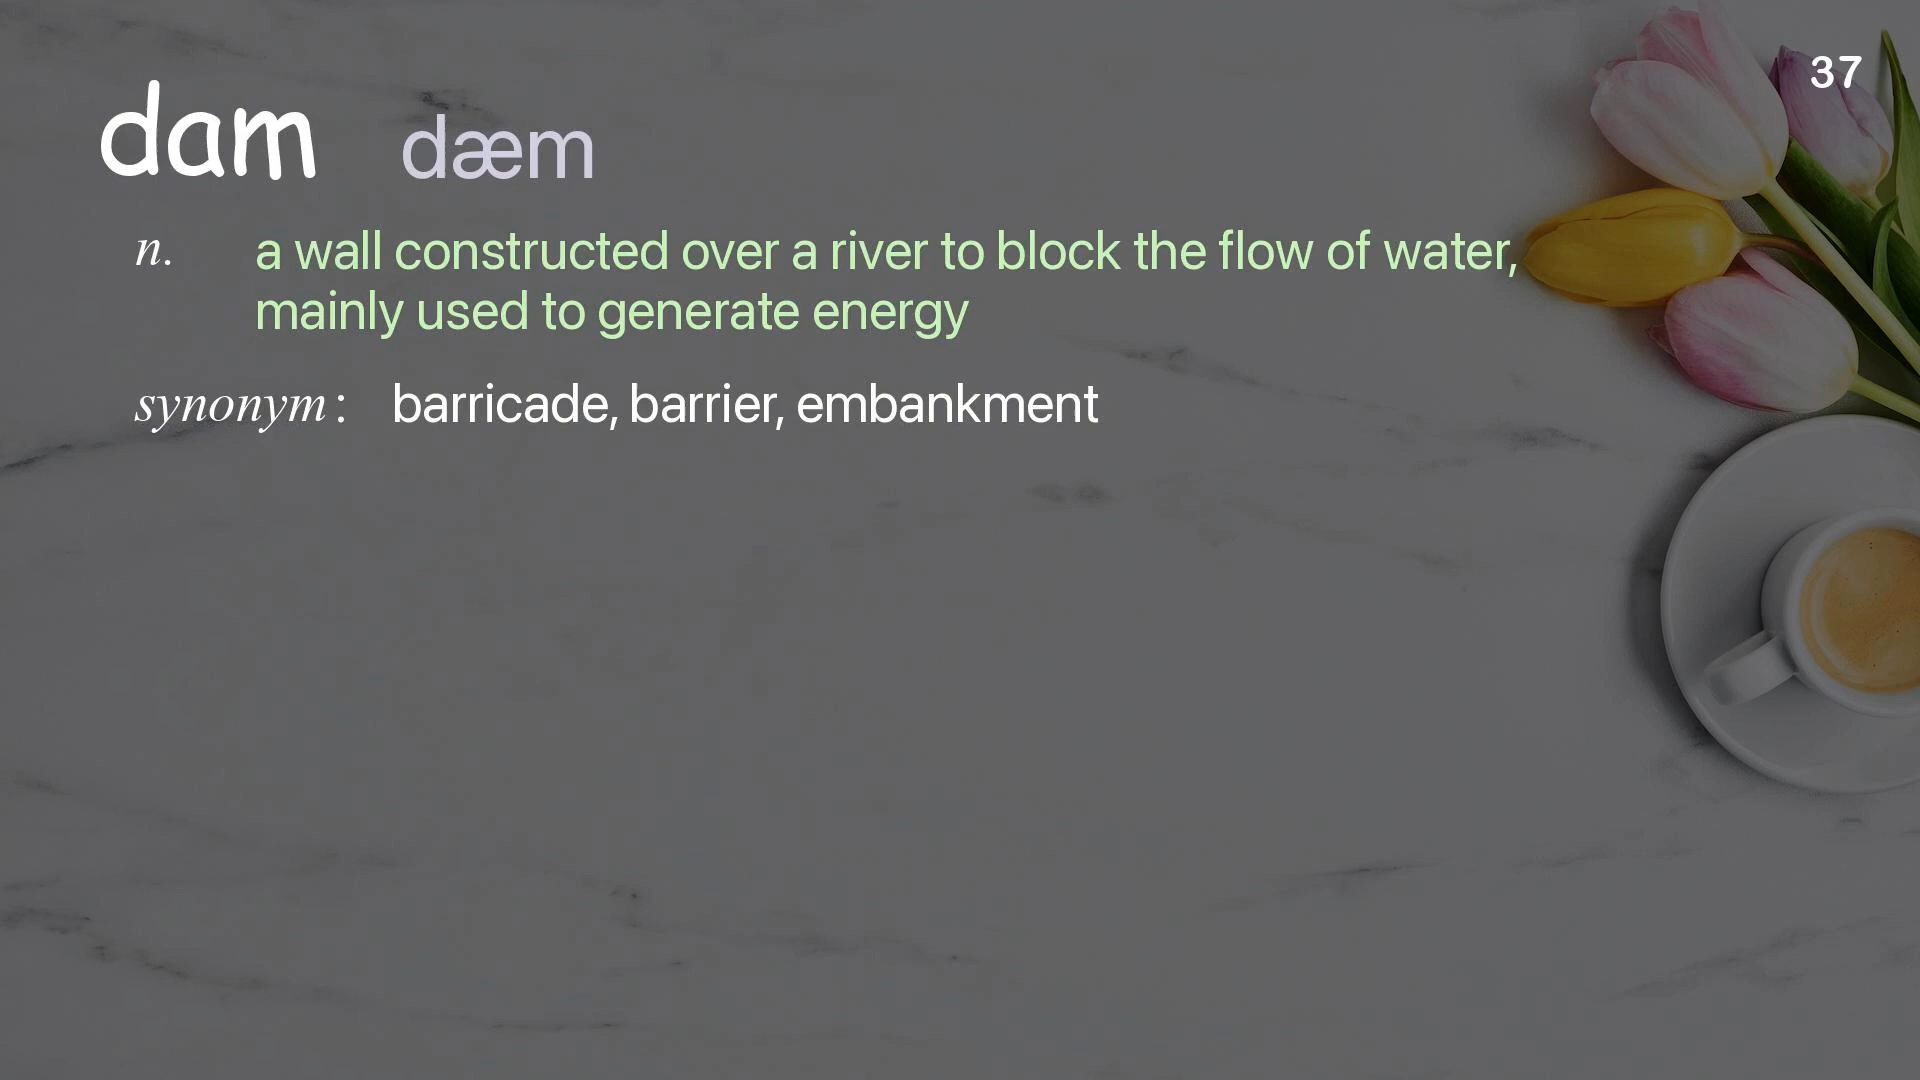 37
dam dæm
n. a wall constructed over a river to block the flow of water,
mainly used to generate energy
synonym : barricade, barrier, embankment